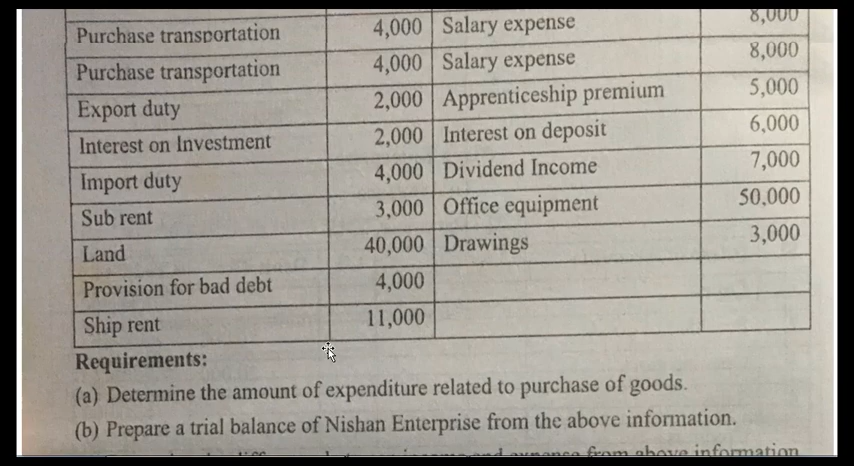 Purchase transportation 4,000 Salary expense 8,000
Purchase transportation 4,000 Salary expense 8,000
Export duty 2,000 Apprenticeship premium 5,000
Interest on Investment 2,000 Interest on deposit 6,000
Import duty 4,000 Dividend Income 7,000
Sub rent 3,000 Office equipment 50,000
Land 40,000 Drawings 3,000
Provision for bad debt 4,000
Ship rent 11,000
Requirements:
(a) Determine the amount of expenditure related to purchase of goods.
(b) Prepare a trial balance of Nishan Enterprise from the above information.
from above information